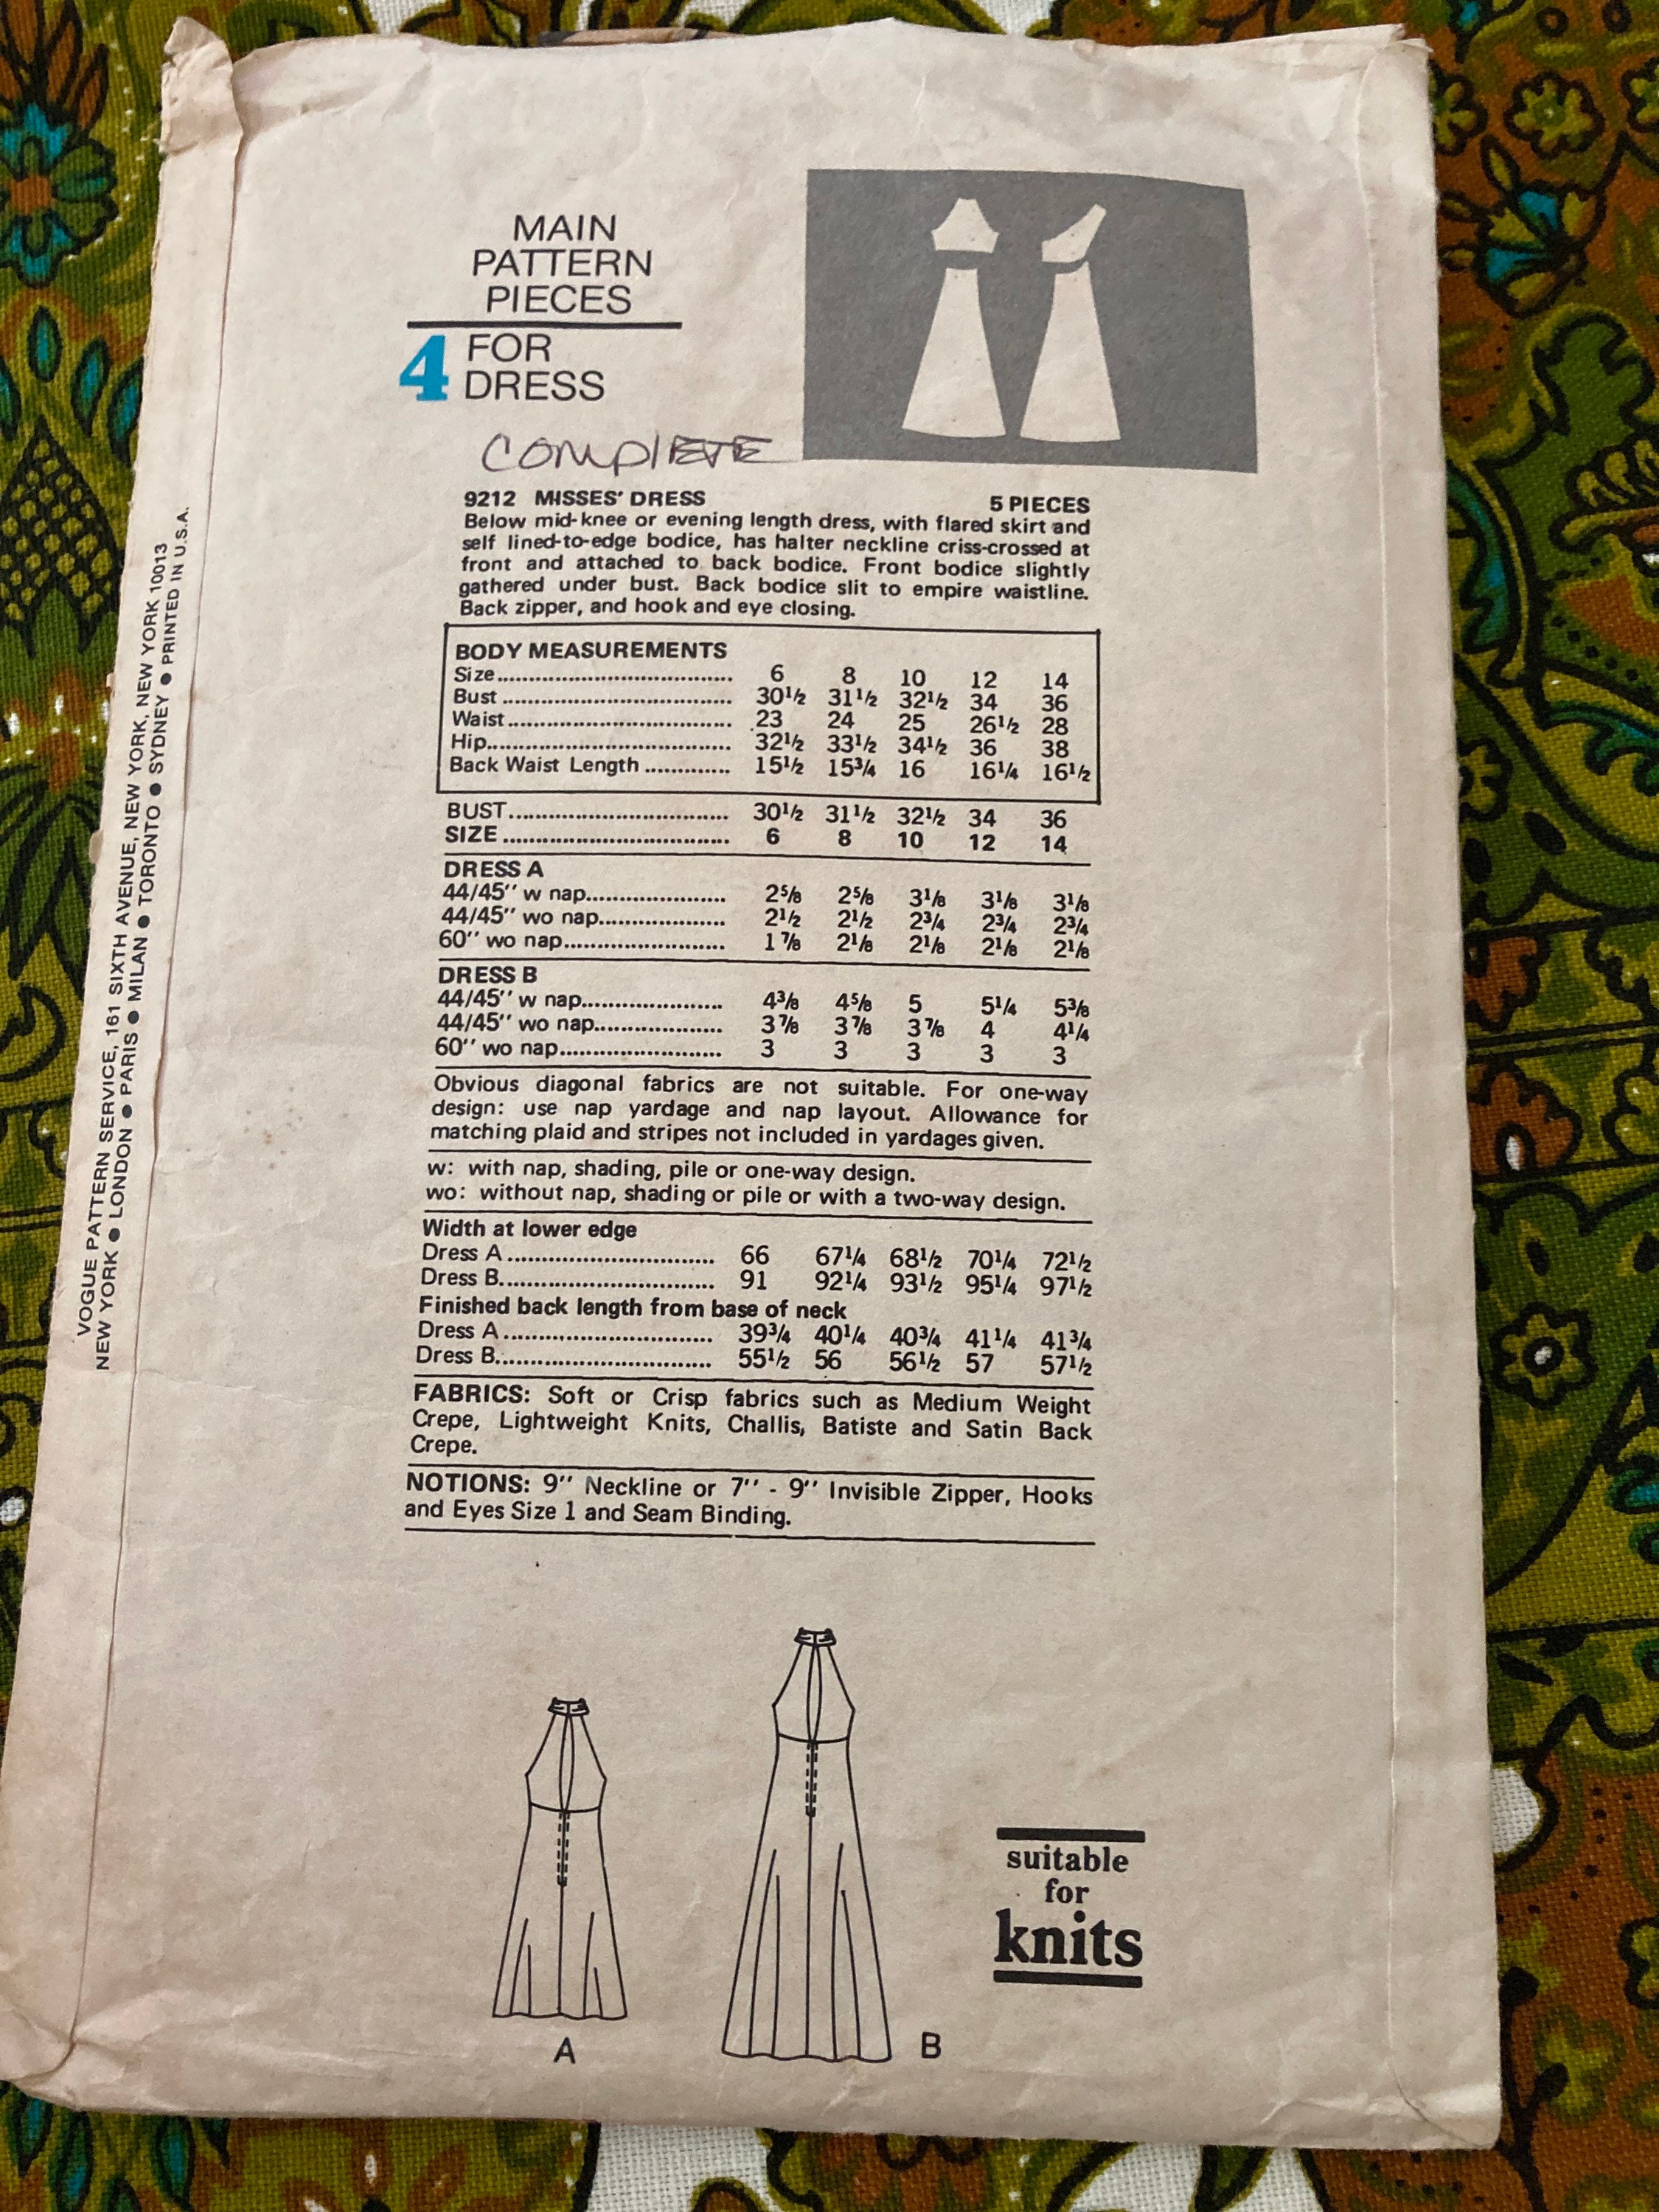 MAIN
PATTERN
PIECES
4 FOR
DRESS
COMPlETE
9212 MISSES' DRESS 5 PIECES
Below mid-knee or evening length dress, with flared skirt and
self lined-to-edge bodice, has halter neckline criss-crossed at
front and attached to back bodice. Front bodice slightly
gathered under bust. Back bodice slit to empire waistline.
Back zipper, and hook and eye closing.
BODY MEASUREMENTS
Size.................................... 6 8 10 12 14
Bust ................................... 30½ 31½ 32½ 34 36
Waist.................................. 23 24 25 26½ 28
Hip..................................... 32½ 33½ 34½ 36 38
Back Waist Length ............. 15½ 15¾ 16 16¼ 16½
BUST................................. 30½ 31½ 32½ 34 36
SIZE .................................. 6 8 10 12 14
DRESS A
44/45'' w nap..................... 2⅝ 2⅝ 3⅛ 3⅛ 3⅛
44/45'' wo nap................... 2½ 2½ 2¾ 2¾ 2¾
60'' wo nap........................ 1⅞ 2⅛ 2⅛ 2⅛ 2⅛
DRESS B
44/45'' w nap..................... 4⅜ 4⅝ 5 5¼ 5⅜
44/45'' wo nap................... 3⅞ 3⅞ 3⅞ 4 4¼
60'' wo nap........................ 3 3 3 3 3
Obvious diagonal fabrics are not suitable. For one-way
design: use nap yardage and nap layout. Allowance for
matching plaid and stripes not included in yardages given.
w: with nap, shading, pile or one-way design.
wo: without nap, shading or pile or with a two-way design.
Width at lower edge
Dress A ............................... 66 67¼ 68½ 70¼ 72½
Dress B................................ 91 92¼ 93½ 95¼ 97½
Finished back length from base of neck
Dress A ............................... 39¾ 40¼ 40¾ 41¼ 41¾
Dress B................................ 55½ 56 56½ 57 57½
FABRICS: Soft or Crisp fabrics such as Medium Weight
Crepe, Lightweight Knits, Challis, Batiste and Satin Back
Crepe.
NOTIONS: 9'' Neckline or 7'' - 9'' Invisible Zipper, Hooks
and Eyes Size 1 and Seam Binding.
A
B
suitable
for
knits
VOGUE PATTERN SERVICE, 161 SIXTH AVENUE, NEW YORK, NEW YORK 10013
NEW YORK ● LONDON ● PARIS ● MILAN ● TORONTO ● SYDNEY ● PRINTED IN U.S.A.